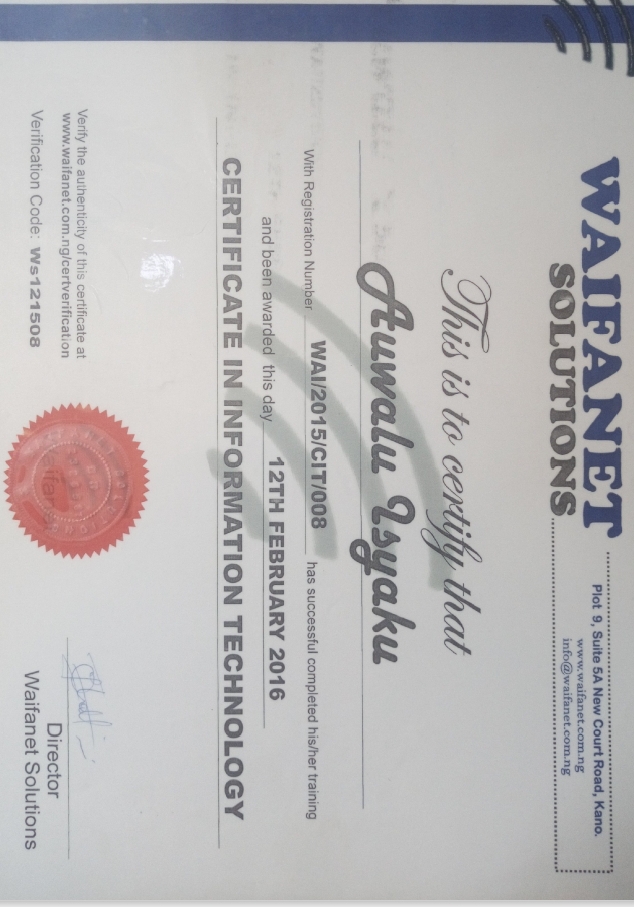 WAIFANET
SOLUTIONS
Plot 9, Suite 5A New Court Road, Kano.
www.waifanet.com.ng
info@waifanet.com.ng
This is to certify that
Auwalu Isyaku
With Registration Number WAI/2015/CIT/008 has successful completed his/her training
and been awarded this day 12TH FEBRUARY 2016
CERTIFICATE IN INFORMATION TECHNOLOGY
Verify the authenticity of this certificate at
www.waifanet.com.ng/certverification
Verification Code: Ws121508
Director
Waifanet Solutions